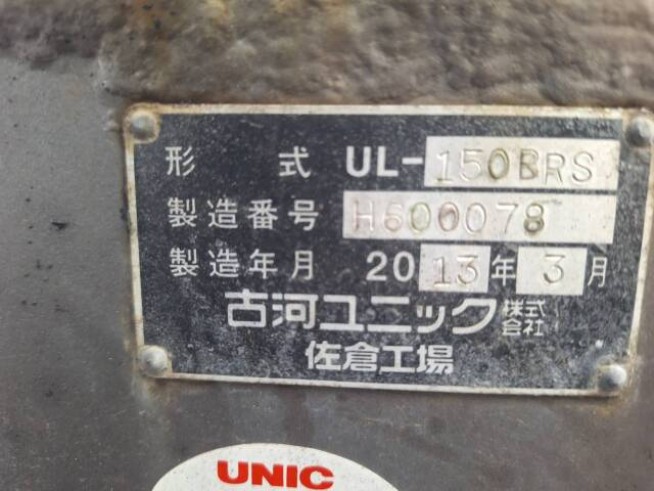 形式 UL-150BRS
製造番号 H600078
製造年月 2013年3月
古河ユニック株式会社
佐倉工場
UNIC